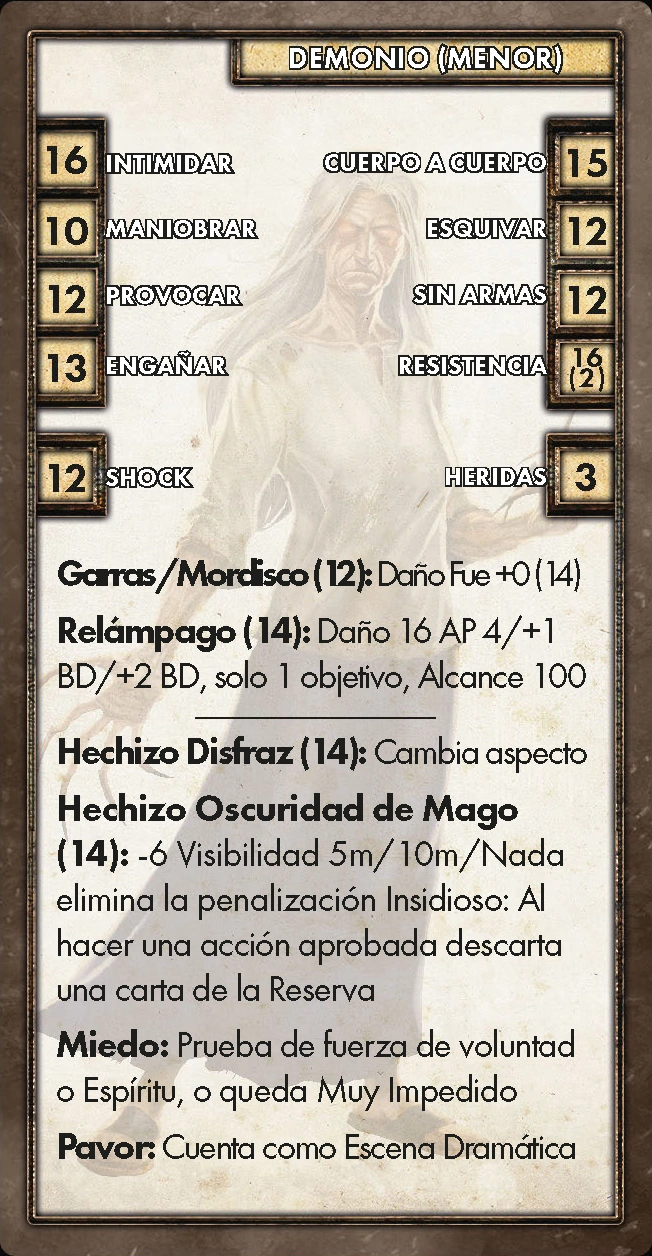 DEMONIO (MENOR)
16 INTIMIDAR CUERPO A CUERPO 15
10 MANIOBRAR ESQUIVAR 12
12 PROVOCAR SIN ARMAS 12
13 ENGAÑAR RESISTENCIA 16 (2)
12 SHOCK HERIDAS 3
Garras/Mordisco (12): Daño Fue +0 (14)
Relámpago (14): Daño 16 AP 4/+1
BD/+2 BD, solo 1 objetivo, Alcance 100
Hechizo Disfraz (14): Cambia aspecto
Hechizo Oscuridad de Mago
(14): -6 Visibilidad 5m/10m/Nada
elimina la penalización Insidioso: Al
hacer una acción aprobada descarta
una carta de la Reserva
Miedo: Prueba de fuerza de voluntad
o Espíritu, o queda Muy Impedido
Pavor: Cuenta como Escena Dramática